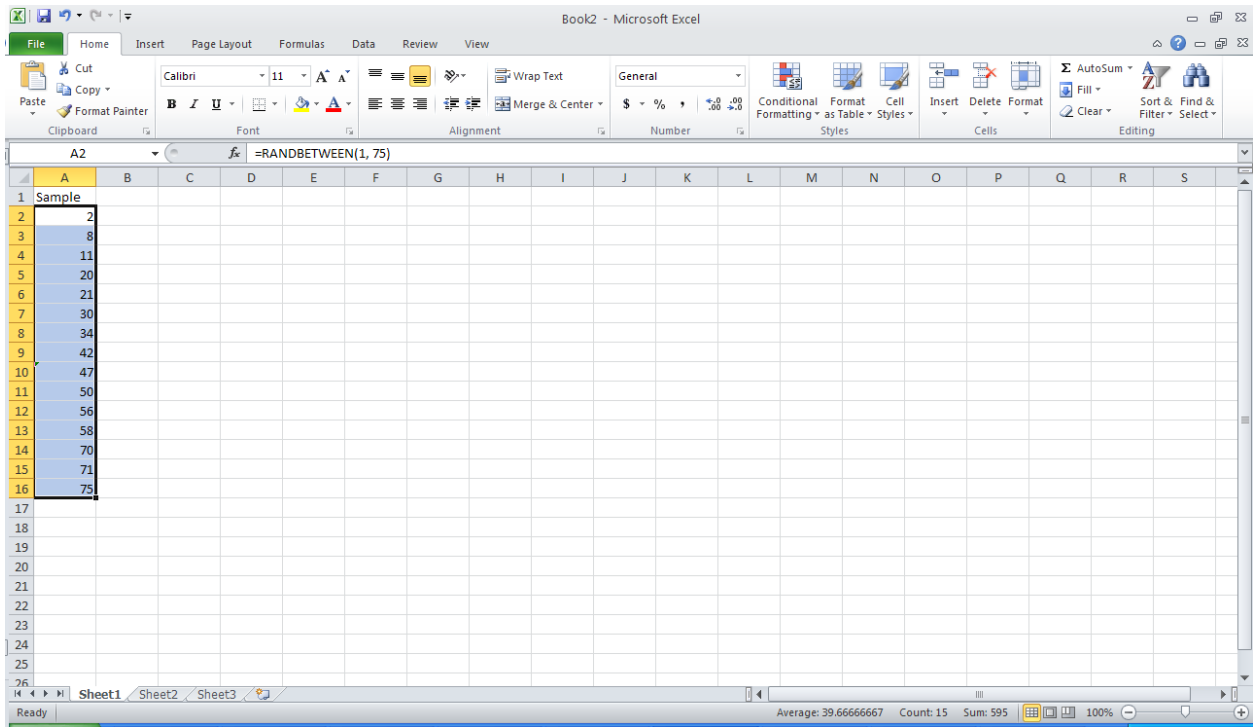 Book2 - Microsoft Excel
File Home Insert Page Layout Formulas Data Review View
Paste
Cut
Copy
Format Painter
Clipboard
Calibri 11 A A
B I U A
Font
Wrap Text
Merge & Center
Alignment
General
$ % , .0 .00 .00 .0
Number
Conditional Formatting
Format as Table
Cell Styles
Styles
Insert Delete Format
Cells
Σ AutoSum
Fill
Clear
Sort & Filter
Find & Select
Editing
A2 fx =RANDBETWEEN(1, 75)
A B C D E F G H I J K L M N O P Q R S
1 Sample
2 2
3 8
4 11
5 20
6 21
7 30
8 34
9 42
10 47
11 50
12 56
13 58
14 70
15 71
16 75
17
18
19
20
21
22
23
24
25
26
Sheet1 Sheet2 Sheet3
Ready Average: 39.66666667 Count: 15 Sum: 595 100%